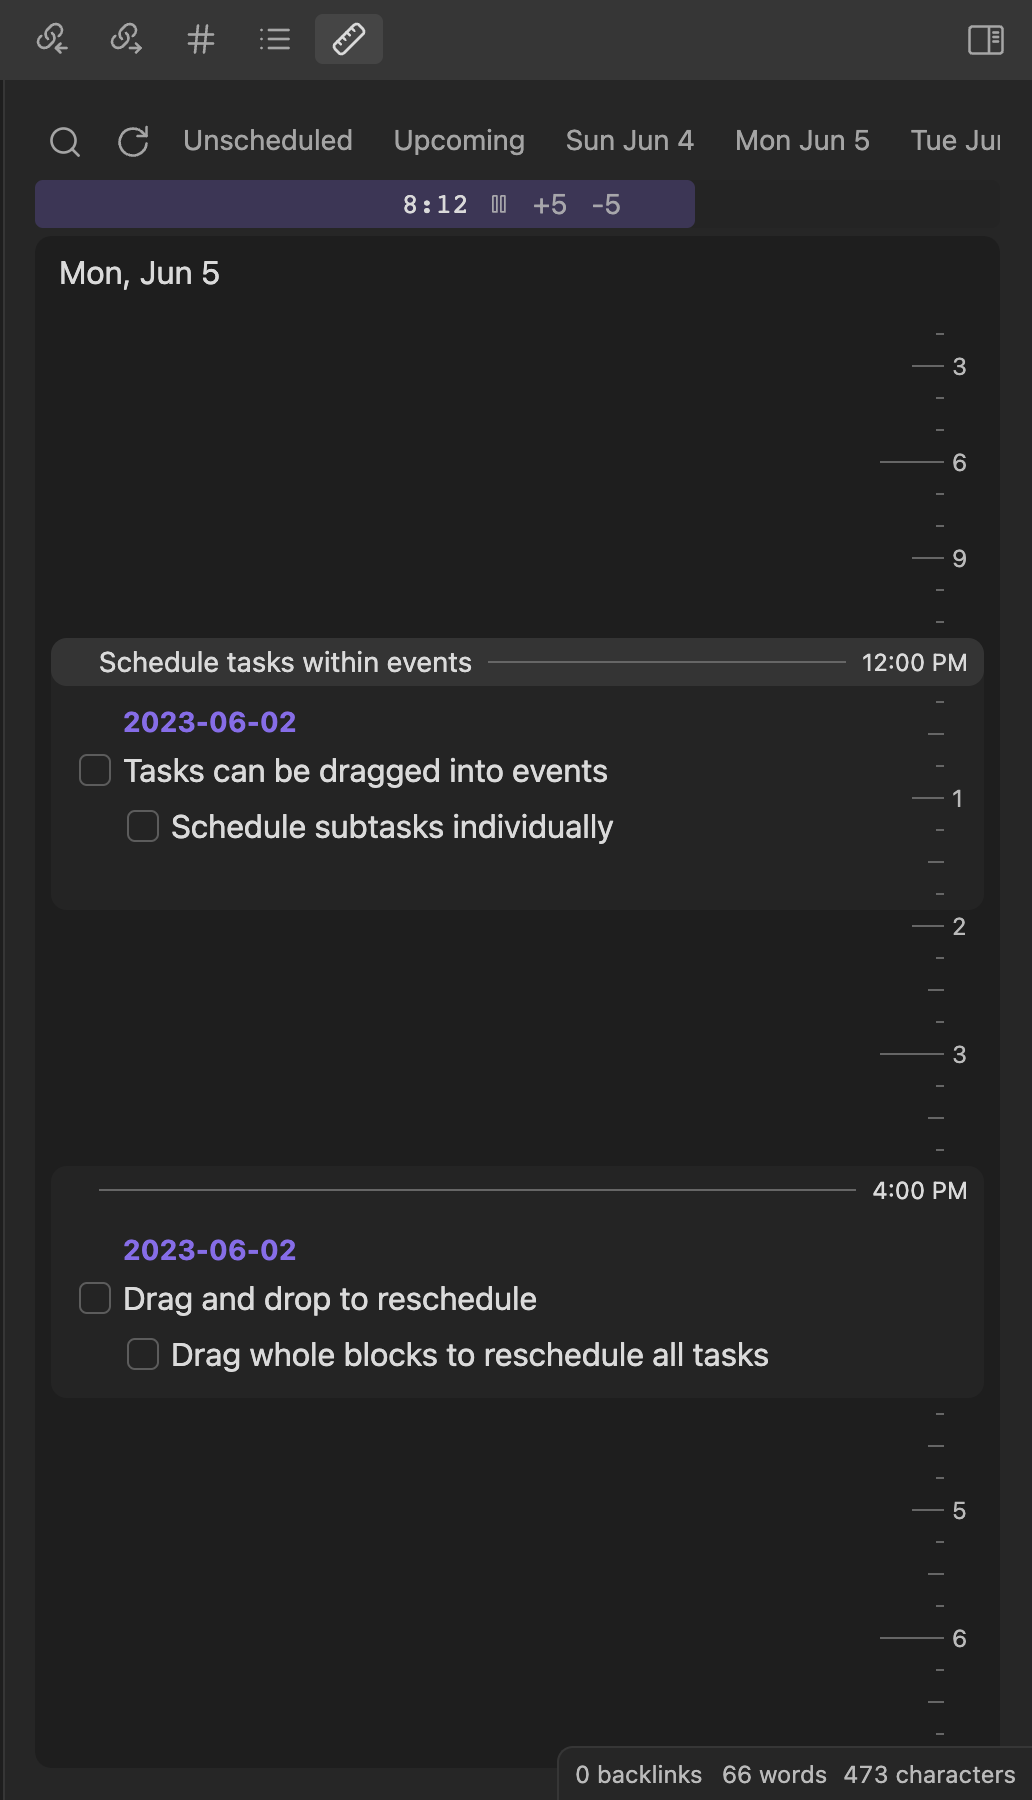 Unscheduled Upcoming Sun Jun 4 Mon Jun 5 Tue Jun
8:12 +5 -5
Mon, Jun 5
3
6
9
Schedule tasks within events 12:00 PM
2023-06-02
Tasks can be dragged into events
1
Schedule subtasks individually
2
3
4:00 PM
2023-06-02
Drag and drop to reschedule
Drag whole blocks to reschedule all tasks
5
6
0 backlinks 66 words 473 characters